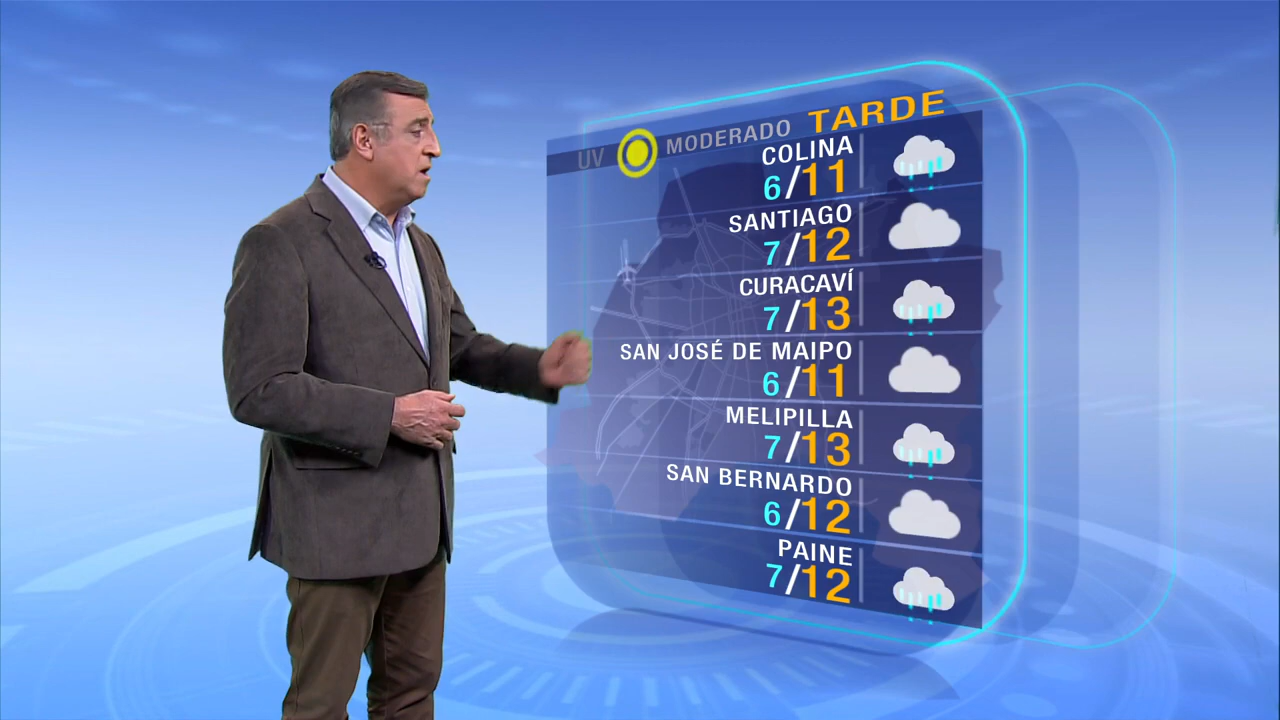 UV MODERADO TARDE
COLINA
6/11
SANTIAGO
7/12
CURACAVÍ
7/13
SAN JOSÉ DE MAIPO
6/11
MELIPILLA
7/13
SAN BERNARDO
6/12
PAINE
7/12